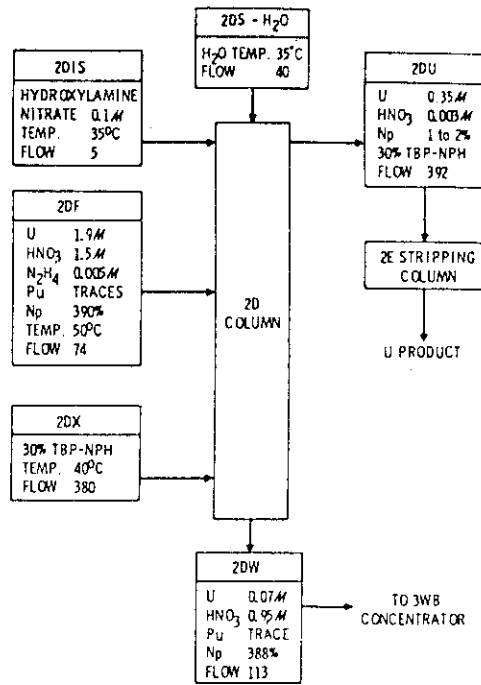 2DS - H₂O
H₂O TEMP. 35°C
FLOW 40
2DIS
HYDROXYLAMINE
NITRATE 0.1M
TEMP. 35°C
FLOW 5
2DU
U 0.35M
HNO₃ 0.003M
Np 1 to 2%
30% TBP-NPH
FLOW 392
2DF
U 1.9M
HNO₃ 1.5M
N₂H₄ 0.005M
Pu TRACES
Np 390%
TEMP. 50°C
FLOW 74
2D
COLUMN
2E STRIPPING
COLUMN
U PRODUCT
2DX
30% TBP-NPH
TEMP. 40°C
FLOW 380
2DW
U 0.07M
HNO₃ 0.95M
Pu TRACE
Np 388%
FLOW 113
TO 3WB
CONCENTRATOR